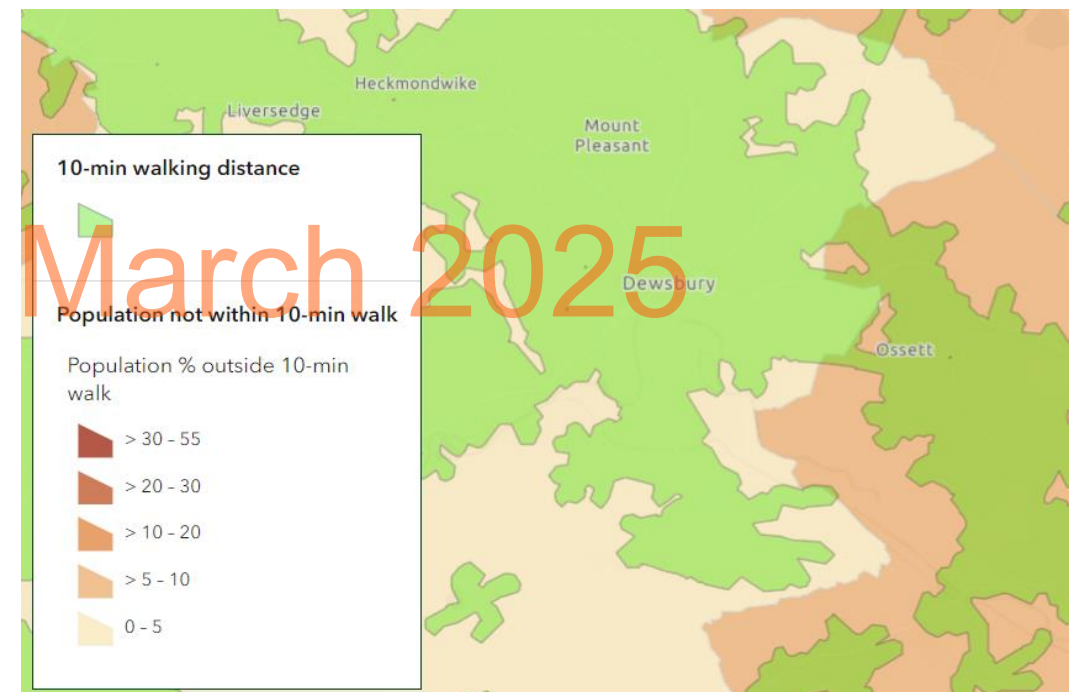 Heckmondwike
Liversedge
Mount
Pleasant
10-min walking distance
March 2025
Dewsbury
Population not within 10-min walk
Ossett
Population % outside 10-min
walk
> 30 - 55
> 20 - 30
> 10 - 20
> 5 - 10
0 - 5